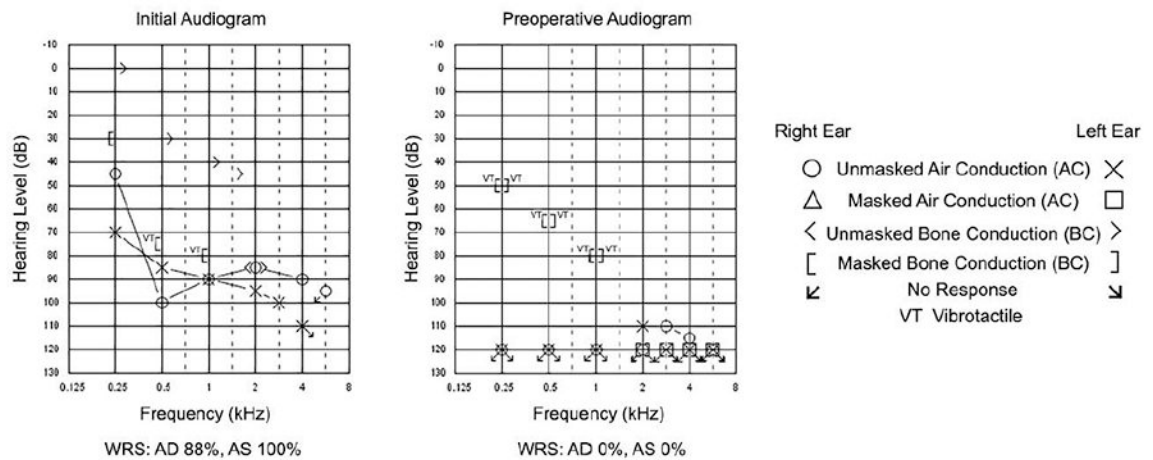 Initial Audiogram
Hearing Level (dB)
-10
0
10
20
30
40
50
60
70
80
90
100
110
120
130
VT
VT
0.125
0.25
0.5
1
2
4
8
Frequency (kHz)
WRS: AD 88%, AS 100%
Preoperative Audiogram
Hearing Level (dB)
-10
0
10
20
30
40
50
60
70
80
90
100
110
120
130
VT VT
VT VT
VT VT
0.125
0.25
0.5
1
2
4
8
Frequency (kHz)
WRS: AD 0%, AS 0%
Right Ear Left Ear
Unmasked Air Conduction (AC)
Masked Air Conduction (AC)
Unmasked Bone Conduction (BC)
Masked Bone Conduction (BC)
No Response
VT Vibrotactile